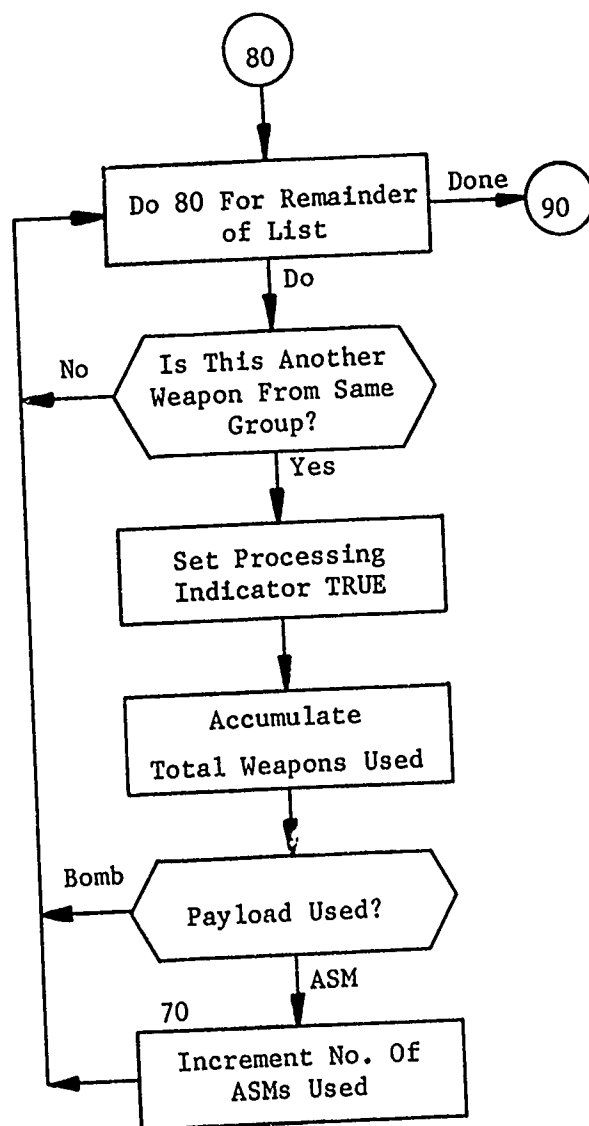 80
Do 80 For Remainder
of List
Done
90
Do
Is This Another
Weapon From Same
Group?
No
Yes
Set Processing
Indicator TRUE
Accumulate
Total Weapons Used
Bomb
Payload Used?
ASM
70
Increment No. Of
ASMs Used